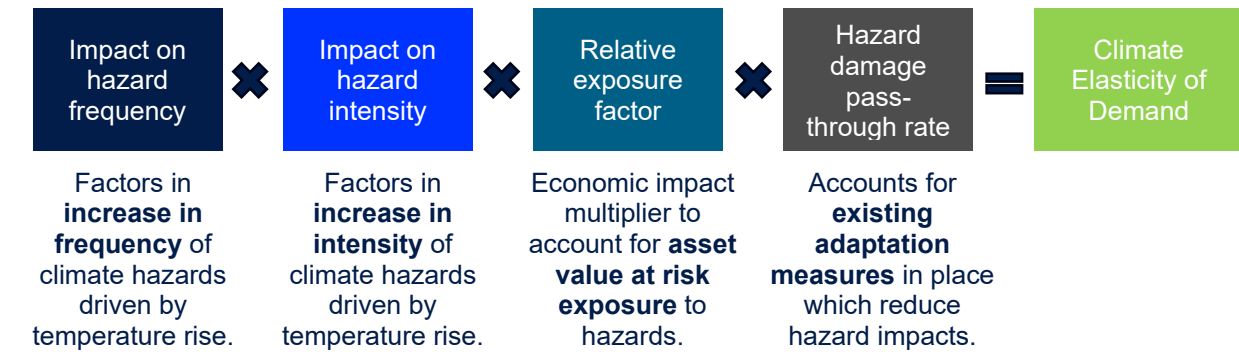 Impact on
hazard
frequency
Impact on
hazard
intensity
Relative
exposure
factor
Hazard
damage
pass-
through rate
Climate
Elasticity of
Demand
Factors in
increase in
frequency of
climate hazards
driven by
temperature rise.
Factors in
increase in
intensity of
climate hazards
driven by
temperature rise.
Economic impact
multiplier to
account for asset
value at risk
exposure to
hazards.
Accounts for
existing
adaptation
measures in place
which reduce
hazard impacts.